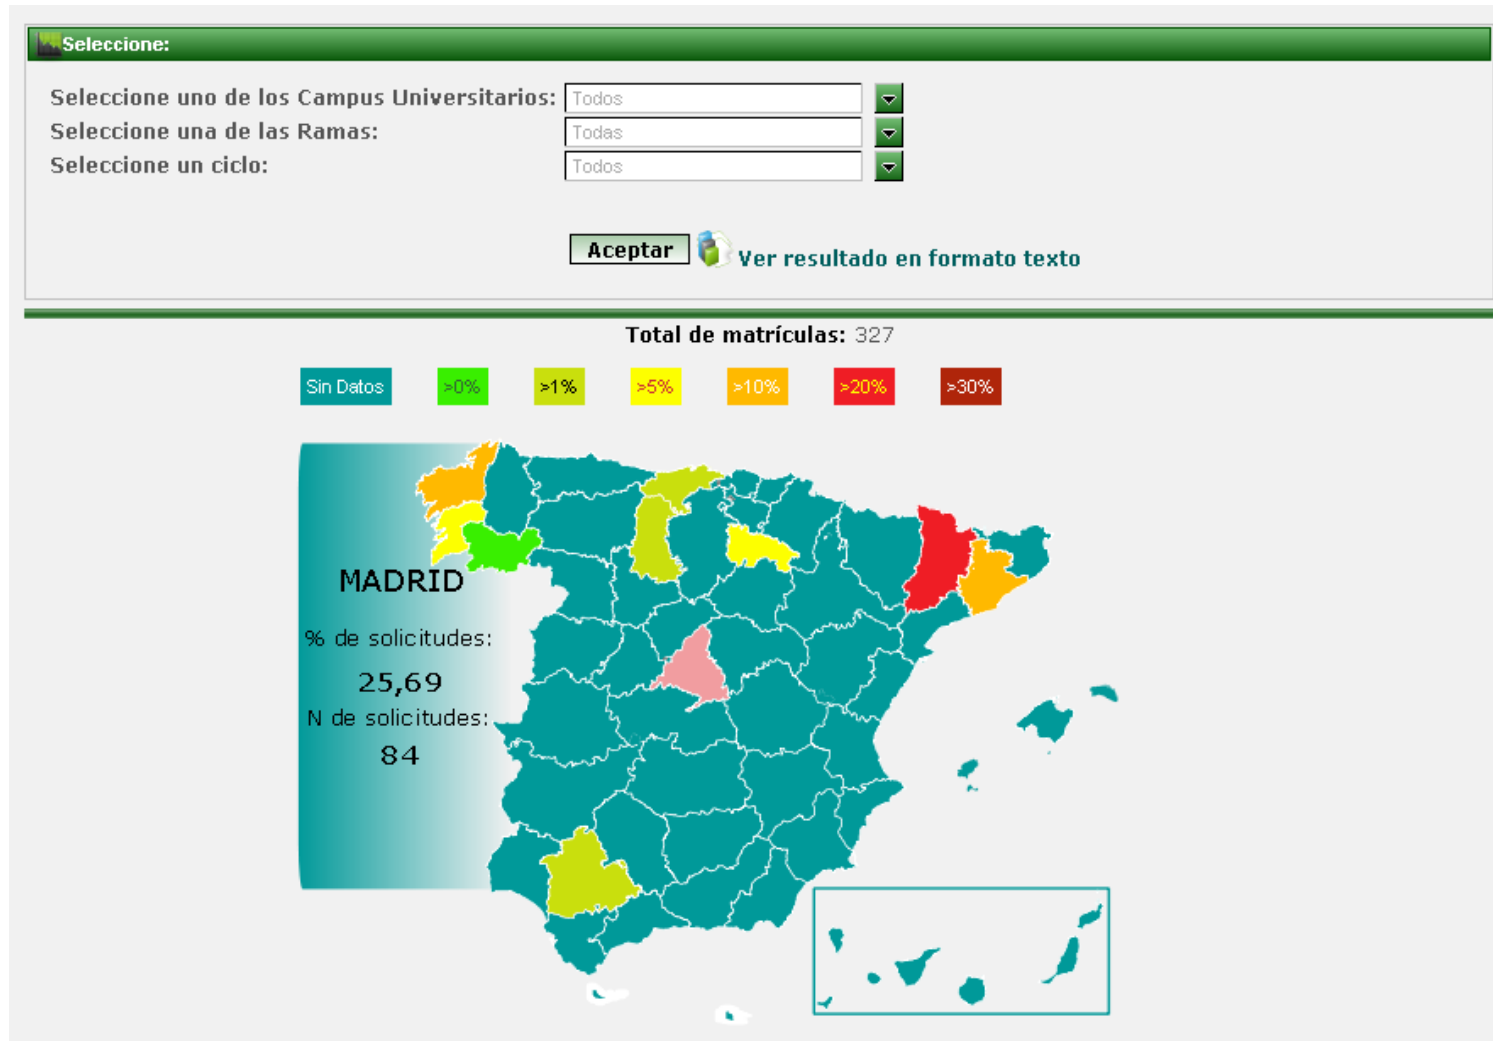 Seleccione:
Seleccione uno de los Campus Universitarios: Todos
Seleccione una de las Ramas: Todas
Seleccione un ciclo: Todos
Aceptar Ver resultado en formato texto
Total de matrículas: 327
Sin Datos >0% >1% >5% >10% >20% >30%
MADRID
% de solicitudes:
25,69
N de solicitudes:
84